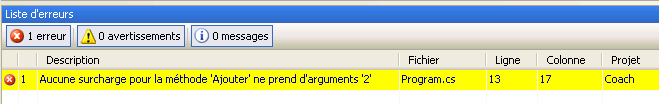 Liste d'erreurs
1 erreur 0 avertissements 0 messages
Description Fichier Ligne Colonne Projet
1 Aucune surcharge pour la méthode 'Ajouter' ne prend d'arguments '2' Program.cs 13 17 Coach